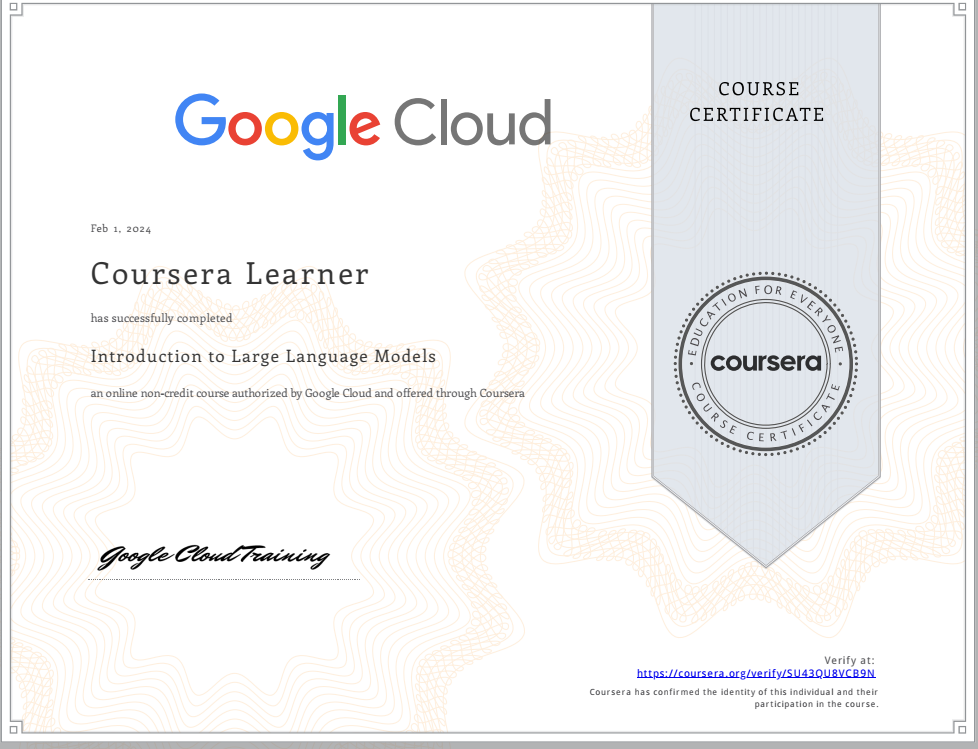 Google Cloud
COURSE
CERTIFICATE
Feb 1, 2024
Coursera Learner
has successfully completed
Introduction to Large Language Models
an online non-credit course authorized by Google Cloud and offered through Coursera
EDUCATION FOR EVERYONE
coursera
COURSE CERTIFICATE
Google Cloud Training
Verify at:
https://coursera.org/verify/SU43QU8VCB9N
Coursera has confirmed the identity of this individual and their
participation in the course.